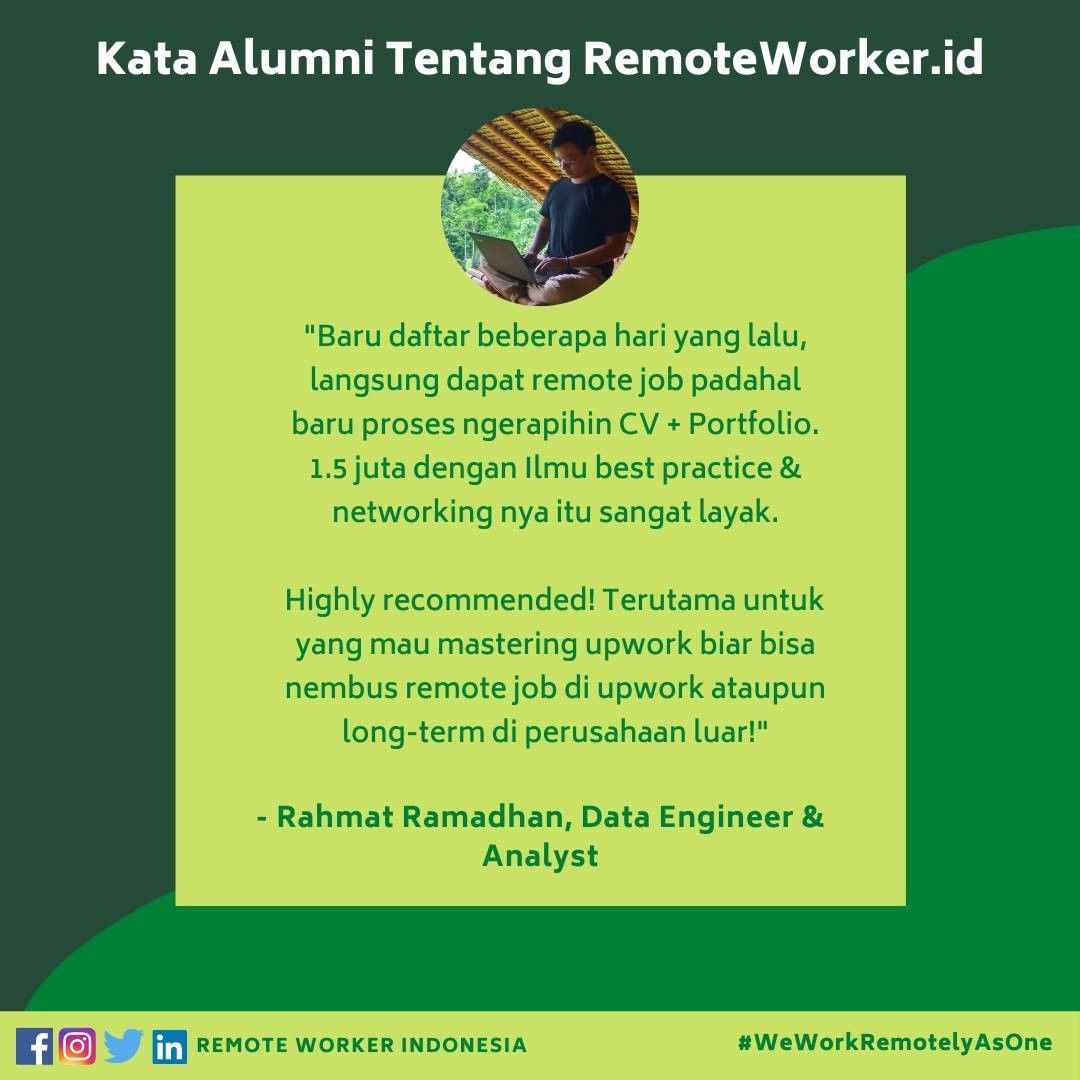 Kata Alumni Tentang RemoteWorker.id
"Baru daftar beberapa hari yang lalu,
langsung dapat remote job padahal
baru proses ngerapihin CV + Portfolio.
1.5 juta dengan Ilmu best practice &
networking nya itu sangat layak.
Highly recommended! Terutama untuk
yang mau mastering upwork biar bisa
nembus remote job di upwork ataupun
long-term di perusahaan luar!"
- Rahmat Ramadhan, Data Engineer &
Analyst
REMOTE WORKER INDONESIA
#WeWorkRemotelyAsOne